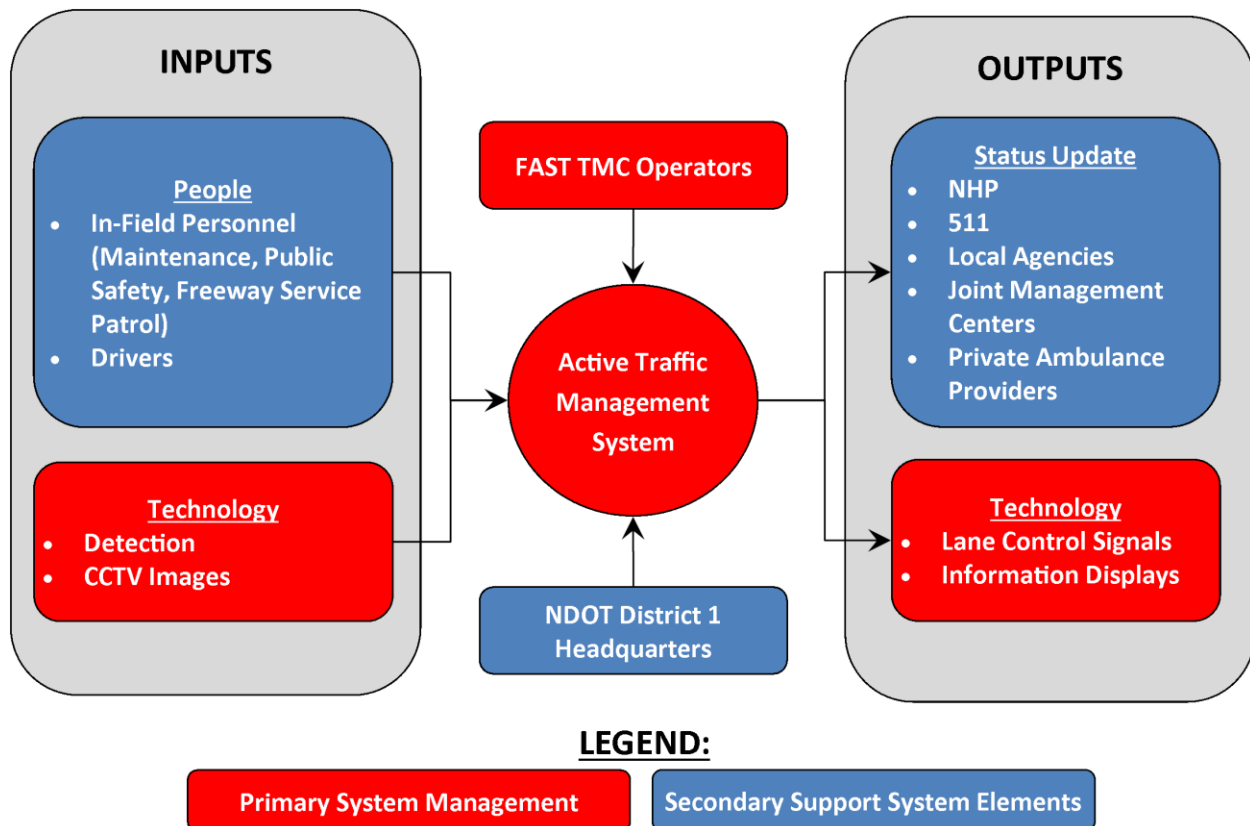 INPUTS
People
• In-Field Personnel
(Maintenance, Public
Safety, Freeway Service
Patrol)
• Drivers
Technology
• Detection
• CCTV Images
FAST TMC Operators
Active Traffic
Management
System
NDOT District 1
Headquarters
OUTPUTS
Status Update
• NHP
• 511
• Local Agencies
• Joint Management
Centers
• Private Ambulance
Providers
Technology
• Lane Control Signals
• Information Displays
LEGEND:
Primary System Management
Secondary Support System Elements